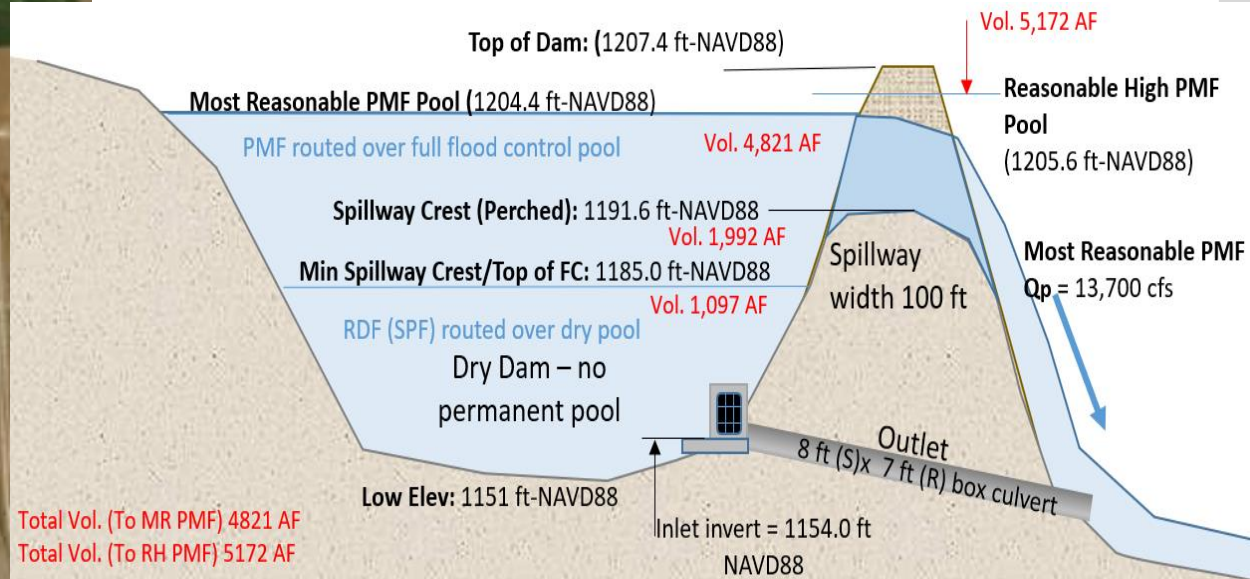 Vol. 5,172 AF
Top of Dam: (1207.4 ft-NAVD88)
Most Reasonable PMF Pool (1204.4 ft-NAVD88)
Reasonable High PMF
Pool
(1205.6 ft-NAVD88)
PMF routed over full flood control pool
Vol. 4,821 AF
Spillway Crest (Perched): 1191.6 ft-NAVD88
Vol. 1,992 AF
Min Spillway Crest/Top of FC: 1185.0 ft-NAVD88
Vol. 1,097 AF
Spillway
width 100 ft
Most Reasonable PMF
Qp = 13,700 cfs
RDF (SPF) routed over dry pool
Dry Dam – no
permanent pool
Outlet
8 ft (S)x 7 ft (R) box culvert
Low Elev: 1151 ft-NAVD88
Inlet invert = 1154.0 ft
NAVD88
Total Vol. (To MR PMF) 4821 AF
Total Vol. (To RH PMF) 5172 AF